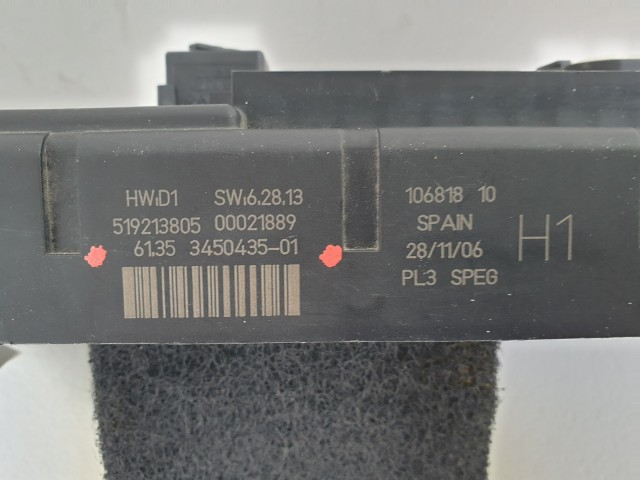 HW:D1 SW:6.28.13
519213805 00021889
61.35 3450435-01
106818 10
SPAIN
28/11/06
PL3 SPEG
H1